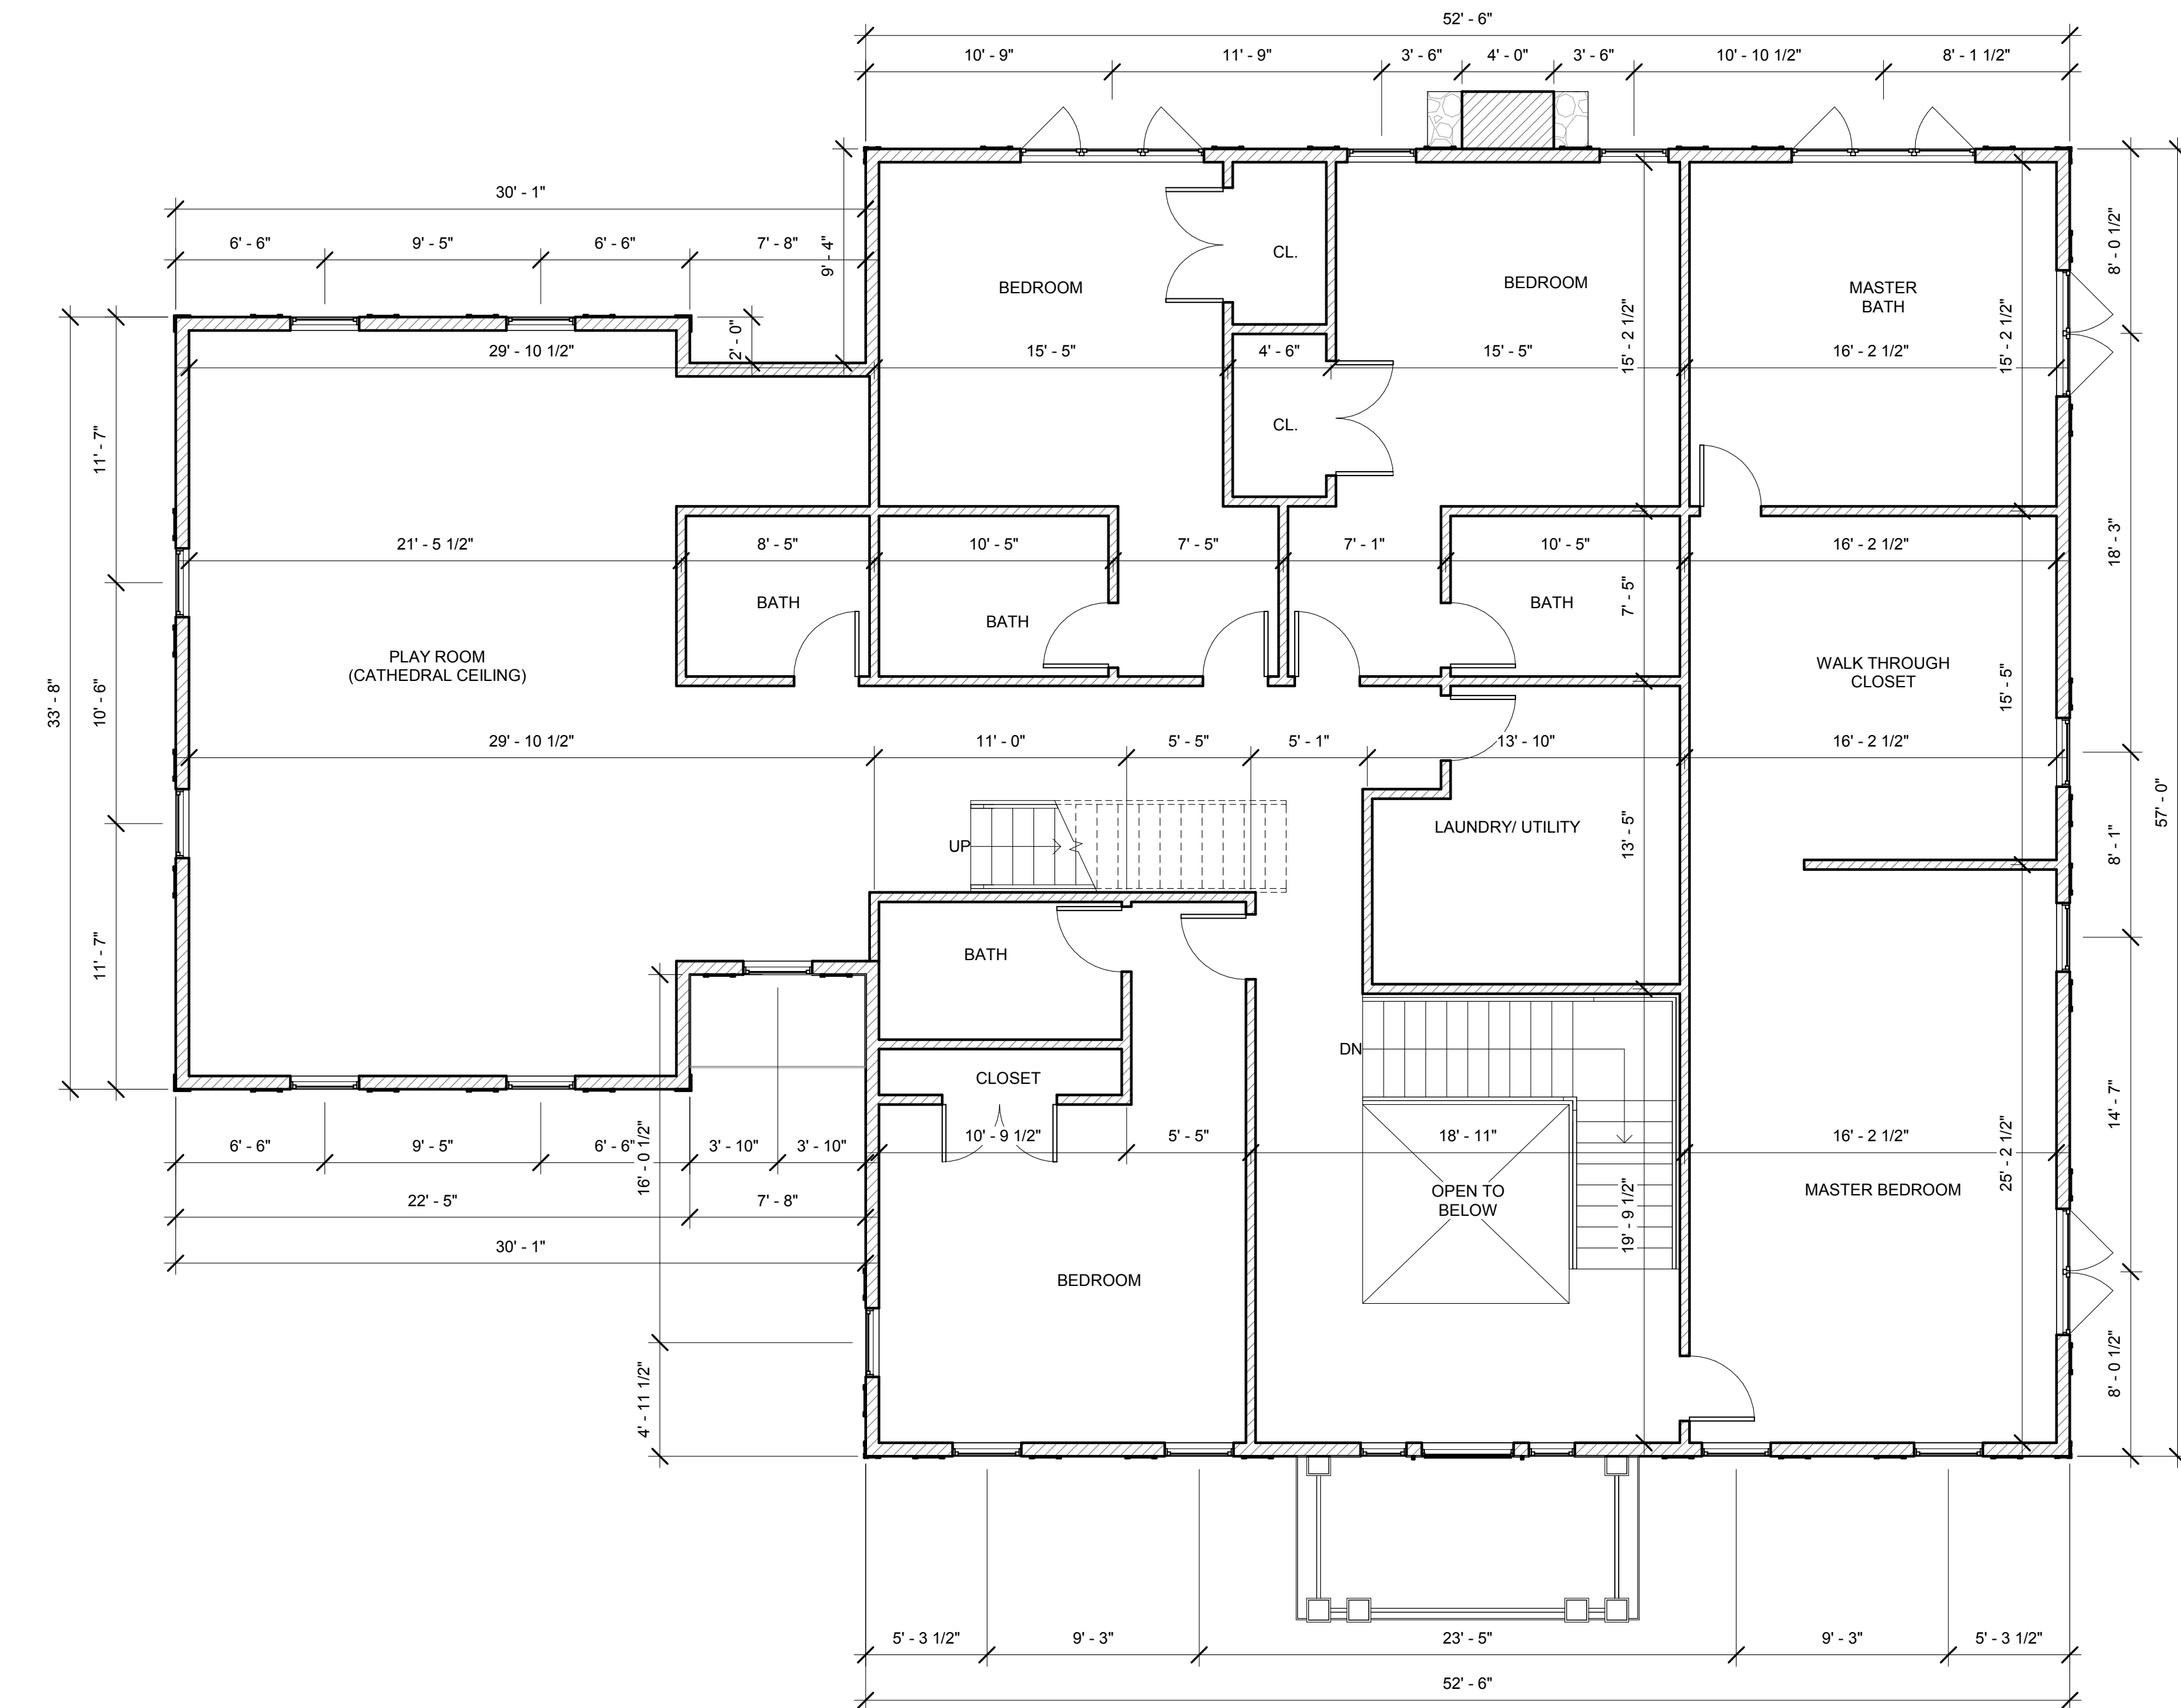 52' - 6"
10' - 9"
11' - 9"
3' - 6"
4' - 0"
3' - 6"
10' - 10 1/2"
8' - 1 1/2"
30' - 1"
6' - 6"
9' - 5"
6' - 6"
7' - 8"
9' - 4"
2' - 0"
8' - 0 1/2"
CL.
BEDROOM
BEDROOM
MASTER
BATH
29' - 10 1/2"
15' - 5"
4' - 6"
15' - 5"
15' - 2 1/2"
16' - 2 1/2"
15' - 2 1/2"
CL.
11' - 7"
18' - 3"
21' - 5 1/2"
8' - 5"
10' - 5"
7' - 5"
7' - 1"
10' - 5"
16' - 2 1/2"
BATH
BATH
BATH
7' - 5"
PLAY ROOM
(CATHEDRAL CEILING)
WALK THROUGH
CLOSET
33' - 8"
10' - 6"
15' - 5"
29' - 10 1/2"
11' - 0"
5' - 5"
5' - 1"
13' - 10"
16' - 2 1/2"
57' - 0"
UP
LAUNDRY/ UTILITY
13' - 5"
8' - 1"
11' - 7"
BATH
DN
CLOSET
14' - 7"
6' - 6"
9' - 5"
6' - 6"
16' - 0 1/2"
3' - 10"
3' - 10"
10' - 9 1/2"
5' - 5"
18' - 11"
16' - 2 1/2"
25' - 2 1/2"
22' - 5"
7' - 8"
OPEN TO
BELOW
19' - 9 1/2"
MASTER BEDROOM
30' - 1"
BEDROOM
4' - 11 1/2"
8' - 0 1/2"
5' - 3 1/2"
9' - 3"
23' - 5"
9' - 3"
5' - 3 1/2"
52' - 6"